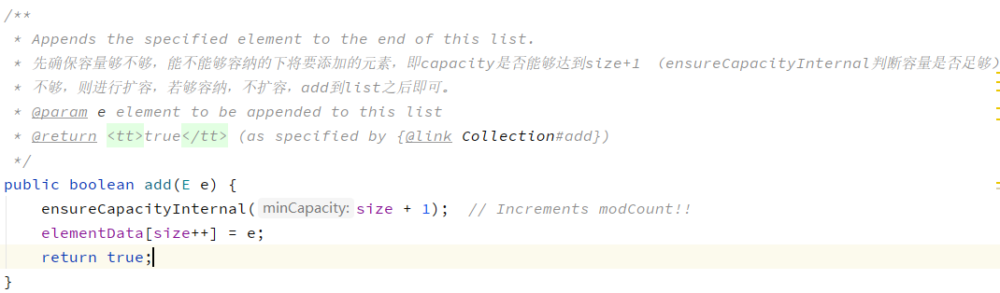 /**
 * Appends the specified element to the end of this list.
 * 先确保容量够不够，能不能够容纳的下将要添加的元素，即capacity是否能够达到size+1 （ensureCapacityInternal判断容量是否足够）
 * 不够，则进行扩容，若够容纳，不扩容，add到list之后即可。
 * @param e element to be appended to this list
 * @return <tt>true</tt> (as specified by {@link Collection#add})
 */
public boolean add(E e) {
    ensureCapacityInternal( minCapacity: size + 1);  // Increments modCount!!
    elementData[size++] = e;
    return true;
}